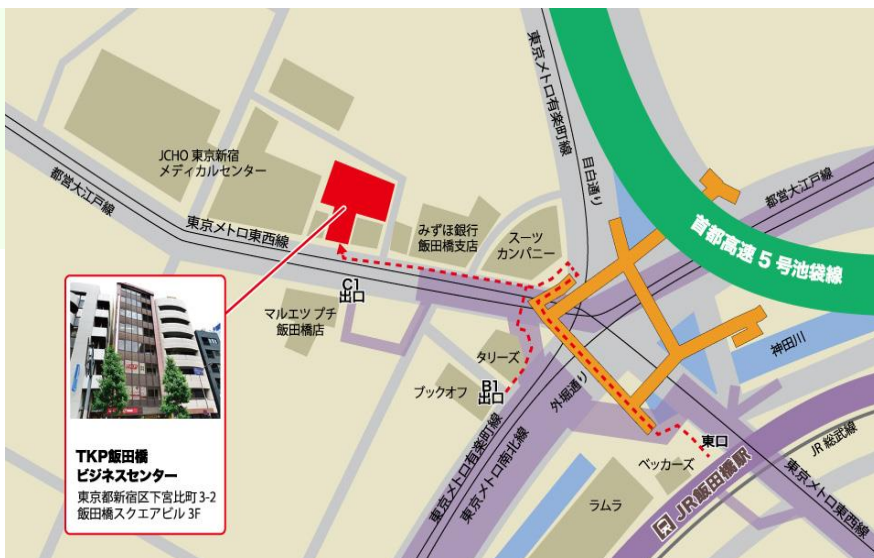 東京メトロ有楽町線
目白通り
都営大江戸線
首都高速5号池袋線
JCHO 東京新宿
メディカルセンター
都営大江戸線
東京メトロ東西線
みずほ銀行
飯田橋支店
スーツ
カンパニー
C1
出口
マルエツ プチ
飯田橋店
タリーズ
ブックオフ
B1
出口
外堀通り
神田川
東口
ベッカーズ
JR 総武線
東京メトロ有楽町線
東京メトロ南北線
ラムラ
JR飯田橋駅
東京メトロ東西線
TKP飯田橋
ビジネスセンター
東京都新宿区下宮比町 3-2
飯田橋スクエアビル 3F